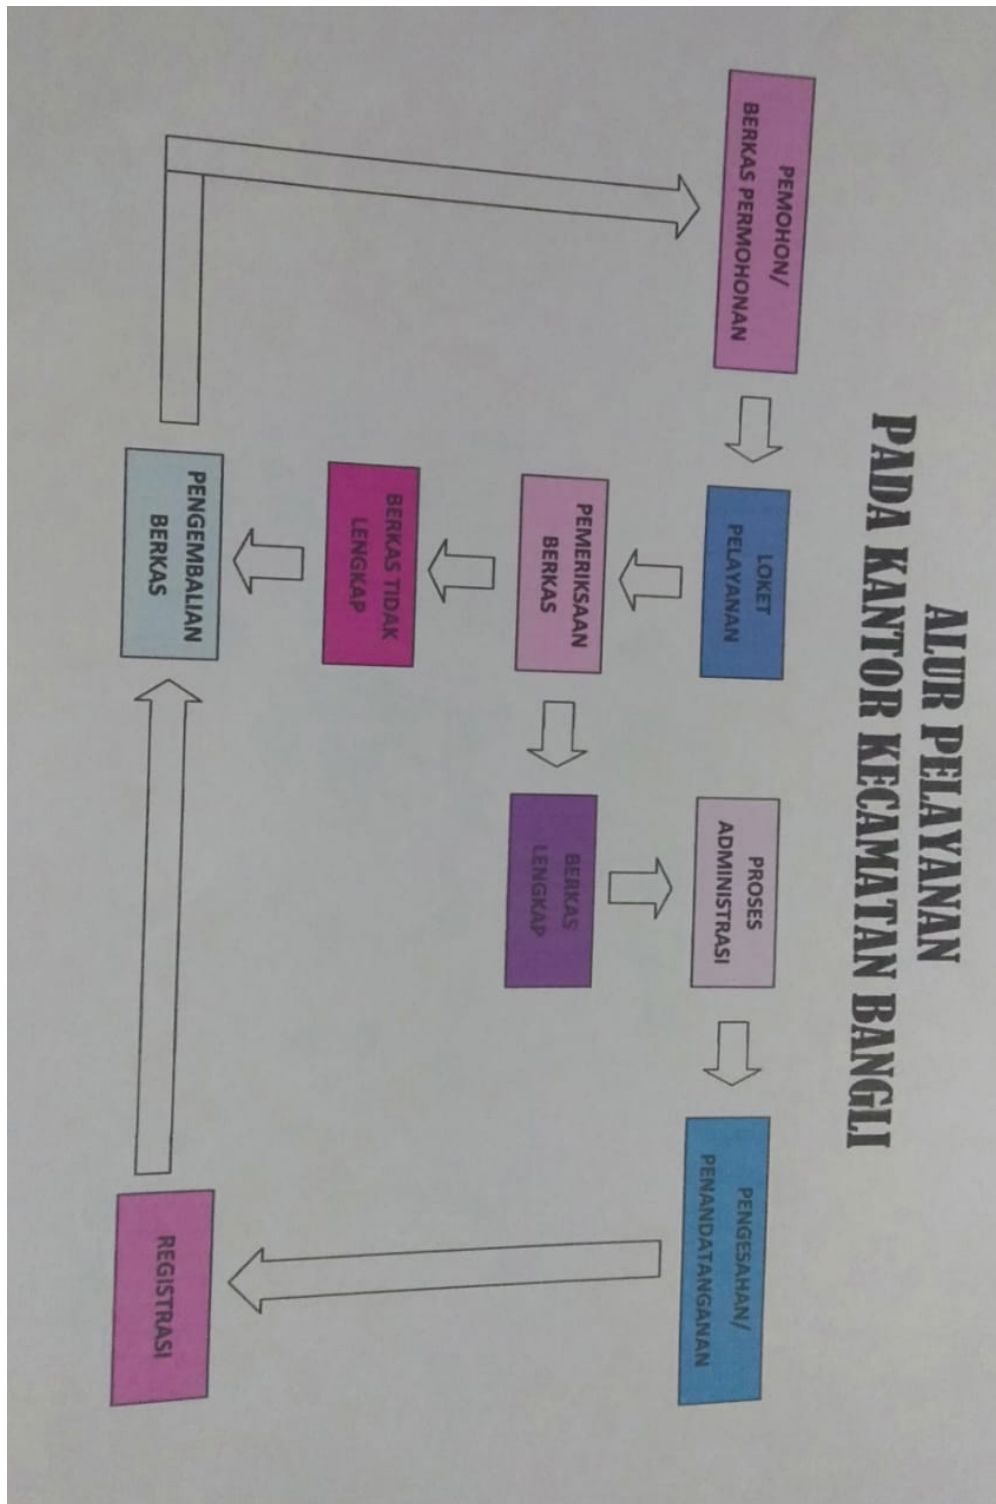 ALUR PELAYANAN
PADA KANTOR KECAMATAN BANGLI
PEMOHON/
BERKAS PERMOHONAN
LOKET
PELAYANAN
PROSES
ADMINISTRASI
PENGESAHAN/
PENANDATANGANAN
PEMERIKSAAN
BERKAS
BERKAS
LENGKAP
BERKAS TIDAK
LENGKAP
PENGEMBALIAN
BERKAS
REGISTRASI